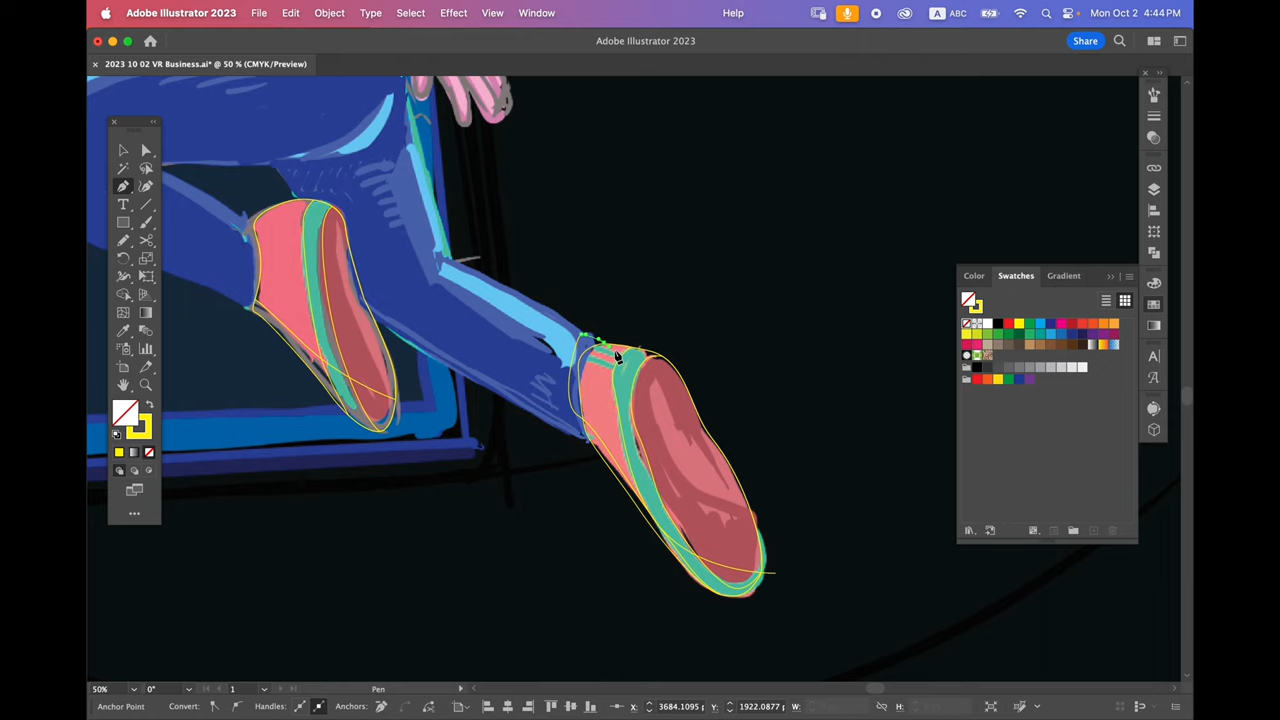 Adobe Illustrator 2023 File Edit Object Type Select Effect View Window Help A ABC Mon Oct 2 4:44 PM
Adobe Illustrator 2023 Share
2023 10 02 VR Business.ai* @ 50 % (CMYK/Preview)
Color Swatches Gradient
50% 0° 1 Pen
Anchor Point Convert: Handles: Anchors: X: 3684.1095 Y: 1922.0877 W: H: